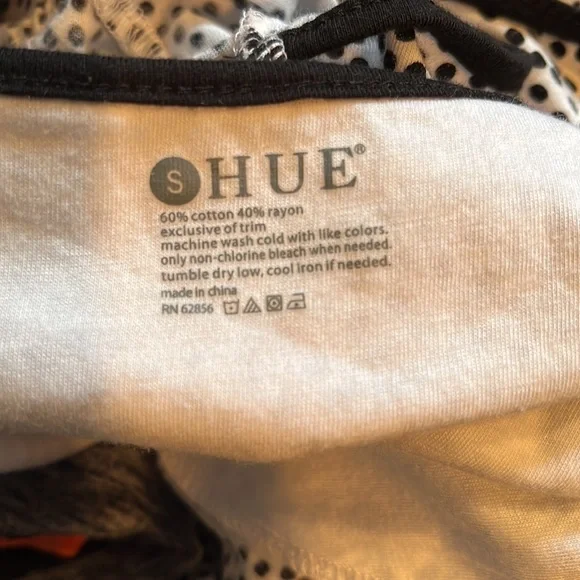 S HUE®
60% cotton 40% rayon
exclusive of trim
machine wash cold with like colors.
only non-chlorine bleach when needed.
tumble dry low, cool iron if needed.
made in china
RN 62856